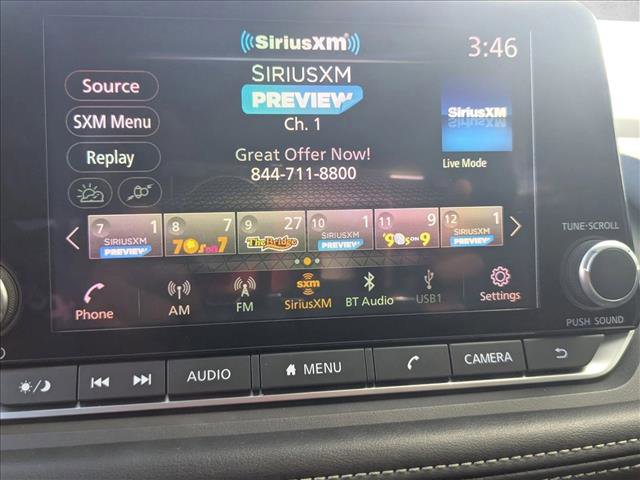 SiriusXM
3:46
Source
SXM Menu
Replay
SIRIUSXM
PREVIEW
Ch. 1
Great Offer Now!
844-711-8800
SiriusXM
Live Mode
7 1 SIRIUSXM PREVIEW
8 7 70s on 7
9 27 The Bridge
10 1 SIRIUSXM PREVIEW
11 9 '90s on 9
12 1 SIRIUSXM PREVIEW
Phone
AM
FM
sxm
SiriusXM
BT Audio
USB1
Settings
TUNE·SCROLL
PUSH SOUND
AUDIO
MENU
CAMERA